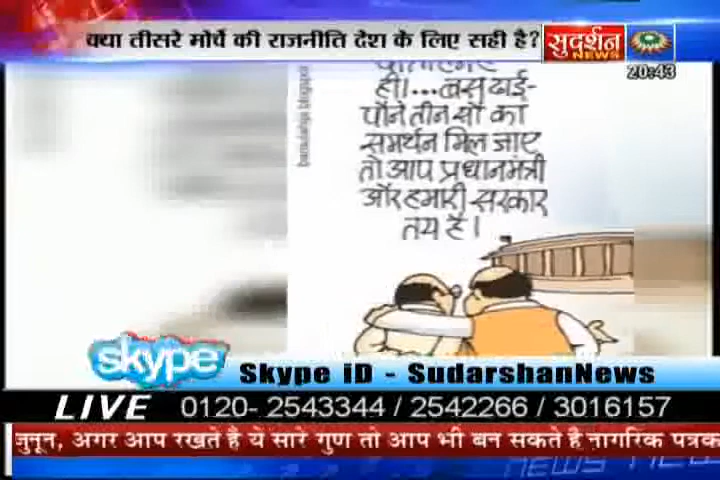 क्या तीसरे मोर्चे की राजनीति देश के लिए सही है?
सुदर्शन
NEWS
20:43
ही।...बस ढाई-
पौने तीन सौ का
समर्थन मिल जाए
तो आप प्रधानमंत्री
और हमारी सरकार
तय है।
skype
Skype iD - SudarshanNews
LIVE 0120- 2543344 / 2542266 / 3016157
जुनून, अगर आप रखते है ये सारे गुण तो आप भी बन सकते है नागरिक पत्रक
NEWS